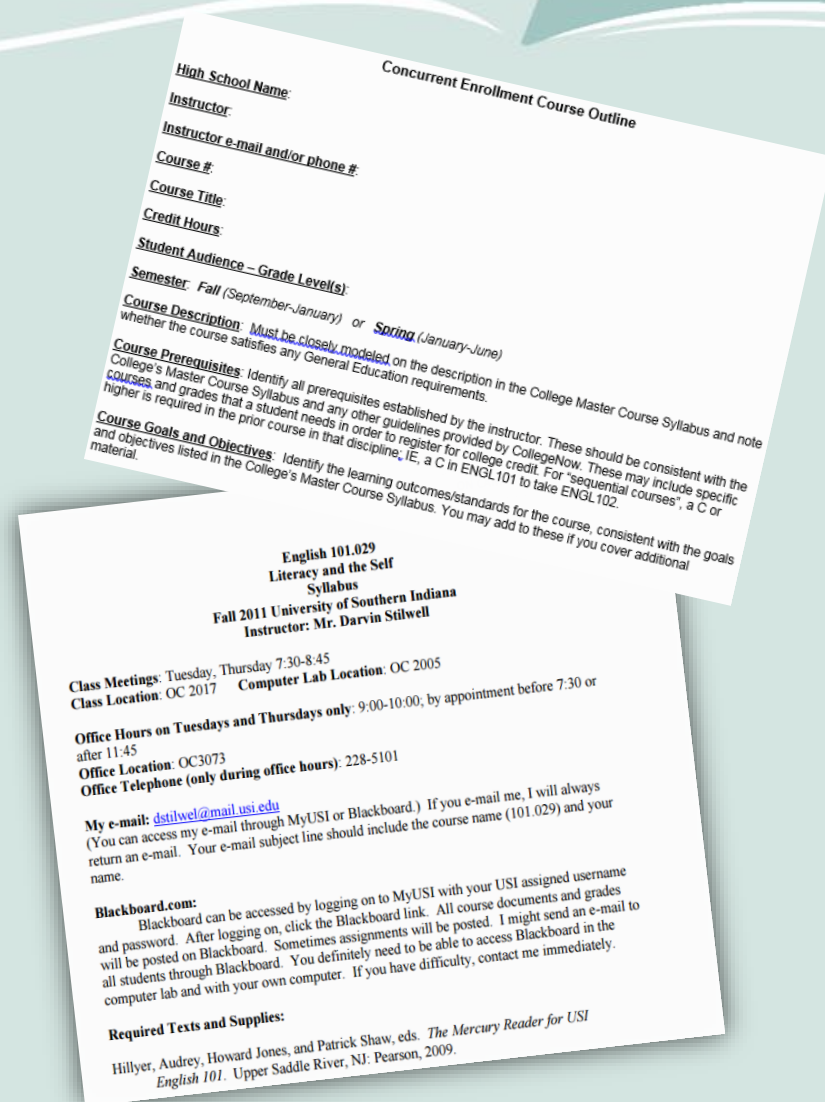 Concurrent Enrollment Course Outline
High School Name:
Instructor:
Instructor e-mail and/or phone #:
Course #:
Course Title:
Credit Hours:
Student Audience – Grade Level(s):
Semester: Fall (September-January) or Spring (January-June)
Course Description: Must be closely modeled on the description in the College Master Course Syllabus and note
whether the course satisfies any General Education requirements.
Course Prerequisites: Identify all prerequisites established by the instructor. These should be consistent with the
College's Master Course Syllabus and any other guidelines provided by CollegeNow. These may include specific
courses and grades that a student needs in order to register for college credit. For "sequential courses", a C or
higher is required in the prior course in that discipline; IE, a C in ENGL101 to take ENGL102.
Course Goals and Objectives: Identify the learning outcomes/standards for the course, consistent with the goals
and objectives listed in the College's Master Course Syllabus. You may add to these if you cover additional
material.
English 101.029
Literacy and the Self
Syllabus
Fall 2011 University of Southern Indiana
Instructor: Mr. Darvin Stilwell
Class Meetings: Tuesday, Thursday 7:30-8:45
Class Location: OC 2017 Computer Lab Location: OC 2005
Office Hours on Tuesdays and Thursdays only: 9:00-10:00; by appointment before 7:30 or
after 11:45
Office Location: OC3073
Office Telephone (only during office hours): 228-5101
My e-mail: dstilwel@mail.usi.edu
(You can access my e-mail through MyUSI or Blackboard.) If you e-mail me, I will always
return an e-mail. Your e-mail subject line should include the course name (101.029) and your
name.
Blackboard.com:
Blackboard can be accessed by logging on to MyUSI with your USI assigned username
and password. After logging on, click the Blackboard link. All course documents and grades
will be posted on Blackboard. Sometimes assignments will be posted. I might send an e-mail to
all students through Blackboard. You definitely need to be able to access Blackboard in the
computer lab and with your own computer. If you have difficulty, contact me immediately.
Required Texts and Supplies:
Hillyer, Audrey, Howard Jones, and Patrick Shaw, eds. The Mercury Reader for USI
English 101. Upper Saddle River, NJ: Pearson, 2009.